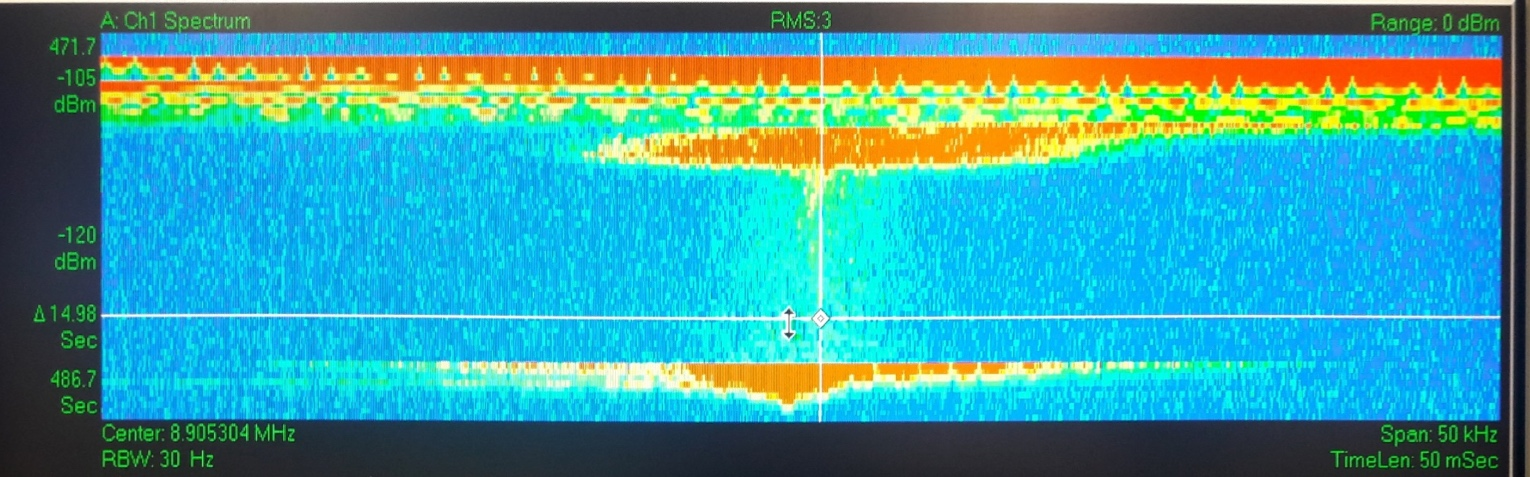 A: Ch1 Spectrum RMS:3 Range: 0 dBm
471.7
-105
dBm
-120
dBm
Δ 14.98
Sec
486.7
Sec
Center: 8.905304 MHz Span: 50 kHz
RBW: 30 Hz TimeLen: 50 mSec